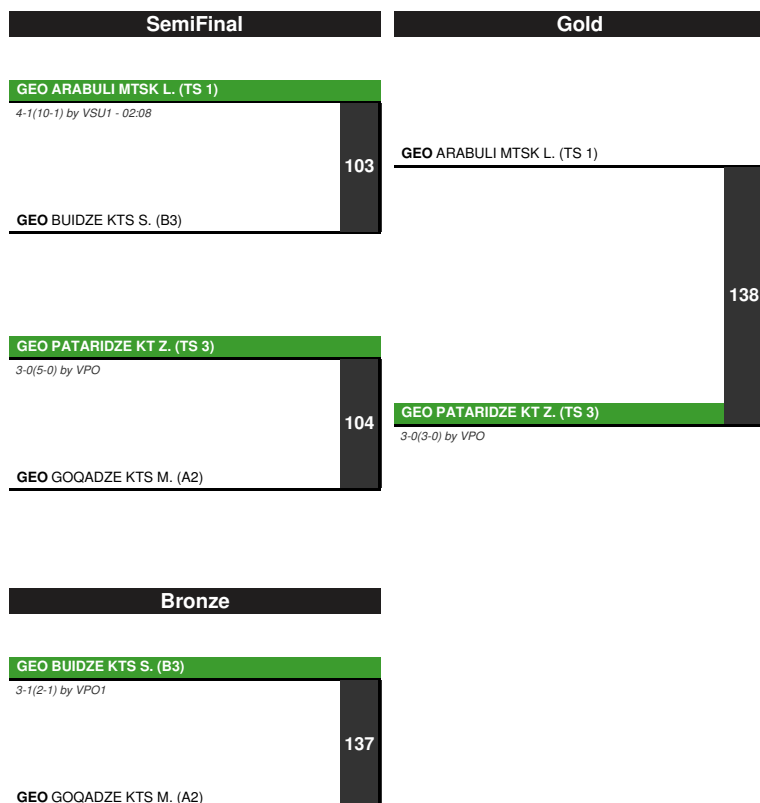 SemiFinal
Gold
GEO ARABULI MTSK L. (TS 1)
4-1(10-1) by VSU1 - 02:08
103
GEO BUIDZE KTS S. (B3)
GEO ARABULI MTSK L. (TS 1)
138
GEO PATARIDZE KT Z. (TS 3)
3-0(5-0) by VPO
104
GEO GOQADZE KTS M. (A2)
GEO PATARIDZE KT Z. (TS 3)
3-0(3-0) by VPO
Bronze
GEO BUIDZE KTS S. (B3)
3-1(2-1) by VPO1
137
GEO GOQADZE KTS M. (A2)